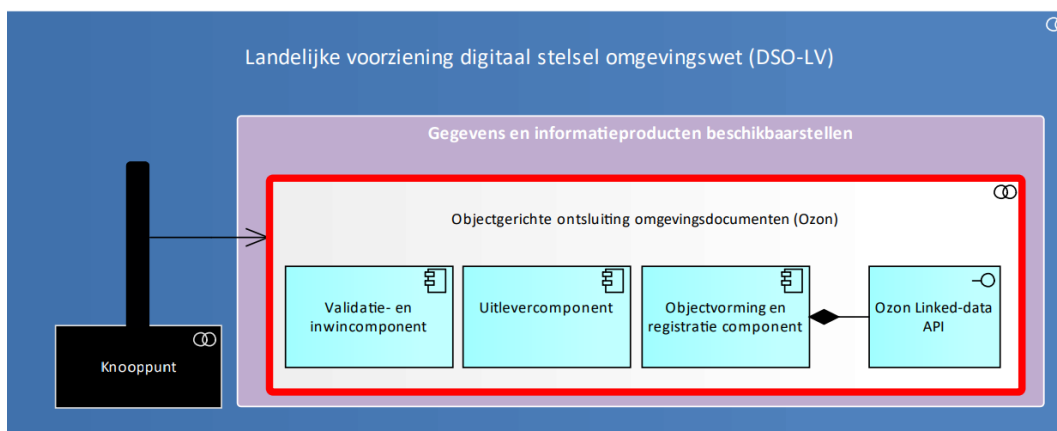 Landelijke voorziening digitaal stelsel omgevingswet (DSO-LV)
Gegevens en informatieproducten beschikbaarstellen
Objectgerichte ontsluiting omgevingsdocumenten (Ozon)
Validatie- en
inwincomponent
Uitlevercomponent
Objectvorming en
registratie component
Ozon Linked-data
API
Knooppunt